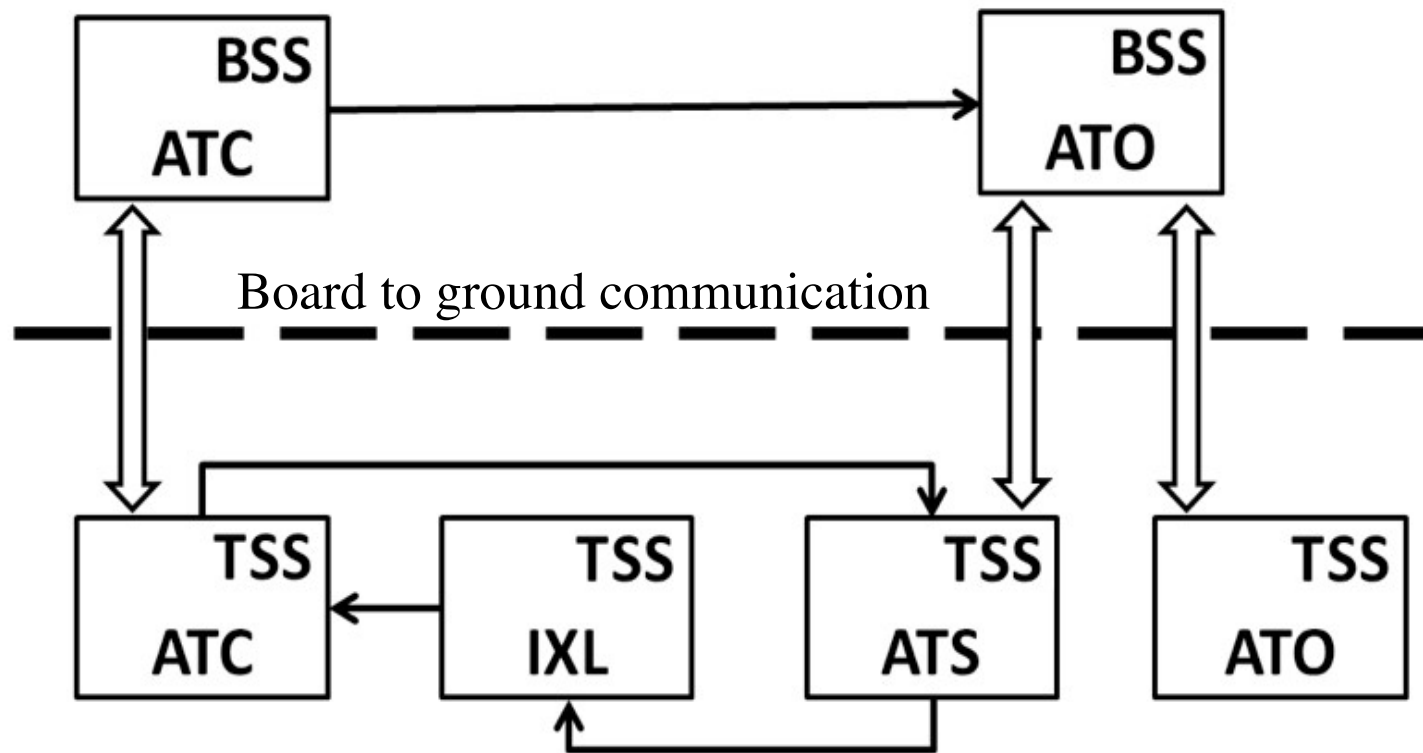 BSS
ATC
BSS
ATO
Board to ground communication
TSS
ATC
TSS
IXL
TSS
ATS
TSS
ATO